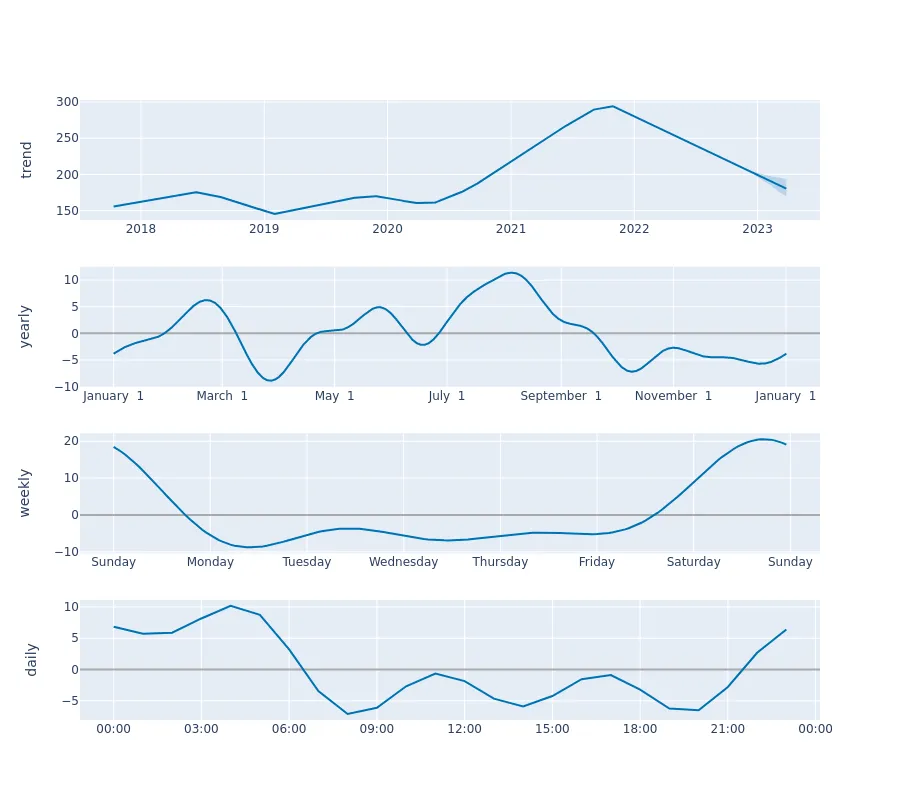 trend
300
250
200
150
2018 2019 2020 2021 2022 2023
yearly
10
5
0
−5
−10
January 1 March 1 May 1 July 1 September 1 November 1 January 1
weekly
20
10
0
−10
Sunday Monday Tuesday Wednesday Thursday Friday Saturday Sunday
daily
10
5
0
−5
00:00 03:00 06:00 09:00 12:00 15:00 18:00 21:00 00:00